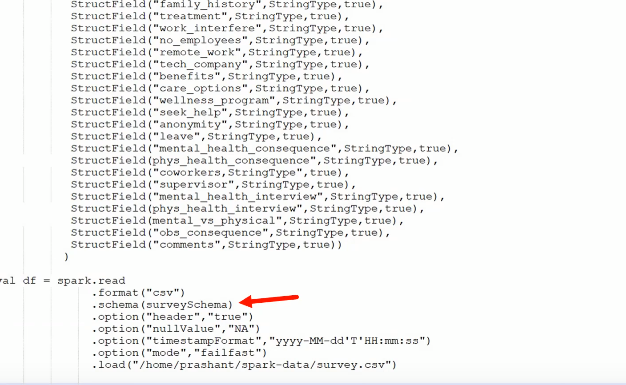 StructField("family_history",StringType,true),
StructField("treatment",StringType,true),
StructField("work_interfere",StringType,true),
StructField("no_employees",StringType,true),
StructField("remote_work",StringType,true),
StructField("tech_company",StringType,true),
StructField("benefits",StringType,true),
StructField("care_options",StringType,true),
StructField("wellness_program",StringType,true),
StructField("seek_help",StringType,true),
StructField("anonymity",StringType,true),
StructField("leave",StringType,true),
StructField("mental_health_consequence",StringType,true),
StructField(phys_health_consequence",StringType,true),
StructField("coworkers,StringType",true),
StructField("supervisor",StringType,true),
StructField("mental_health_interview",StringType,true),
StructField(phys_health_interview",StringType,true),
StructField(mental_vs_physical",StringType,true),
StructField("obs_consequence",StringType,true),
StructField("comments",StringType,true))
)
val df = spark.read
.format("csv")
.schema(surveySchema)
.option("header","true")
.option("nullValue","NA")
.option("timestampFormat","yyyy-MM-dd'T'HH:mm:ss")
.option("mode","failfast")
.load("/home/prashant/spark-data/survey.csv")